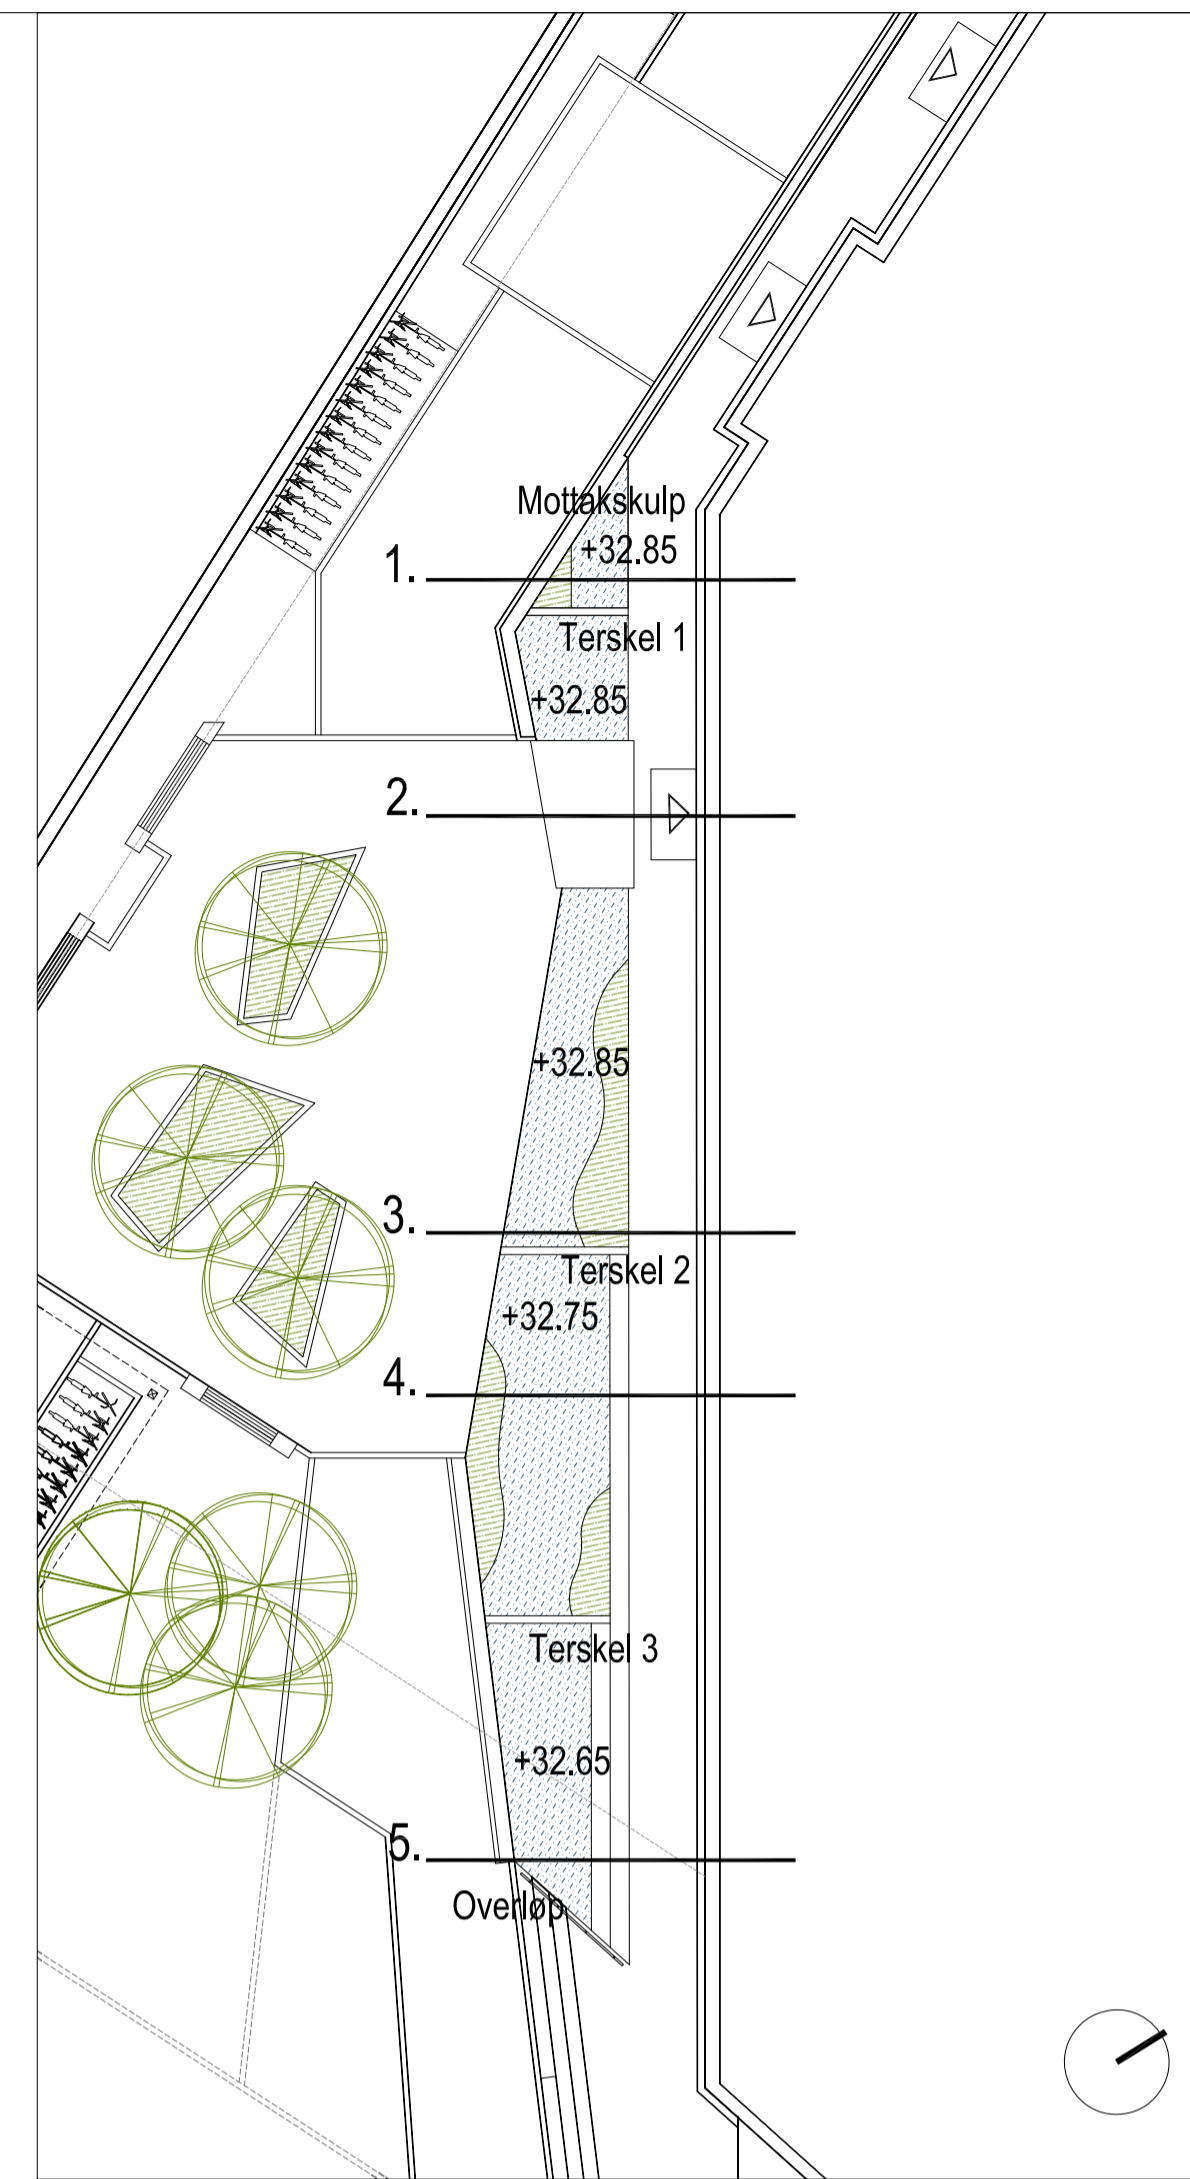 Mottakskulp
+32.85
1.
Terskel 1
+32.85
2.
+32.85
3.
Terskel 2
+32.75
4.
Terskel 3
+32.65
5.
Overløp